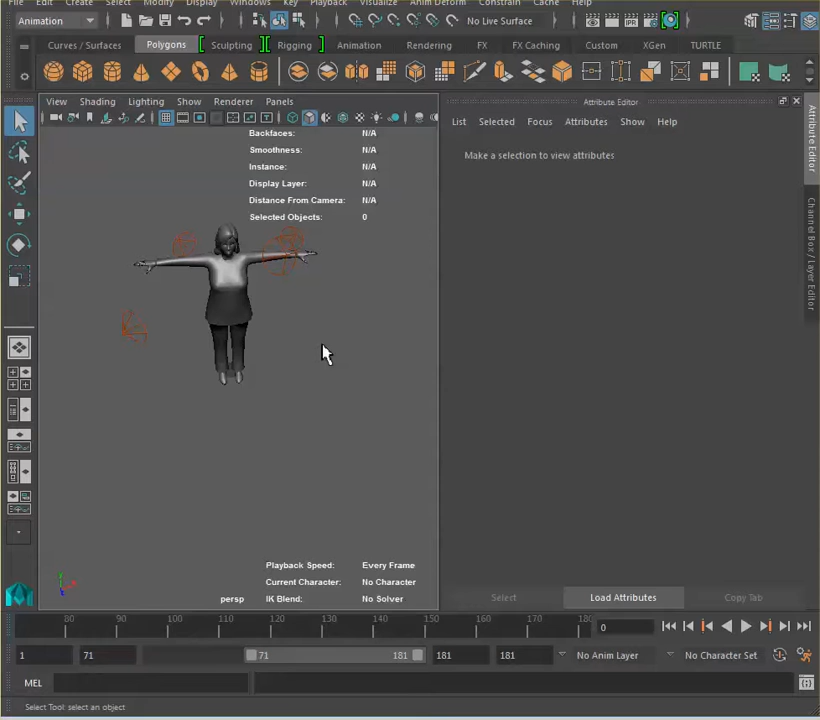 File Edit Create Select Modify Display Windows Key Playback Visualize Anim Deform Constrain Cache Help
Animation No Live Surface
Curves / Surfaces Polygons Sculpting Rigging Animation Rendering FX FX Caching Custom XGen TURTLE
View Shading Lighting Show Renderer Panels
Backfaces: N/A
Smoothness: N/A
Instance: N/A
Display Layer: N/A
Distance From Camera: N/A
Selected Objects: 0
Playback Speed: Every Frame
Current Character: No Character
persp IK Blend: No Solver
Attribute Editor
List Selected Focus Attributes Show Help
Make a selection to view attributes
Select Load Attributes Copy Tab
Attribute Editor
Channel Box / Layer Editor
80 90 100 110 120 130 140 150 160 170 180 0
1 71 71 181 181 181 No Anim Layer No Character Set
MEL
Select Tool: select an object